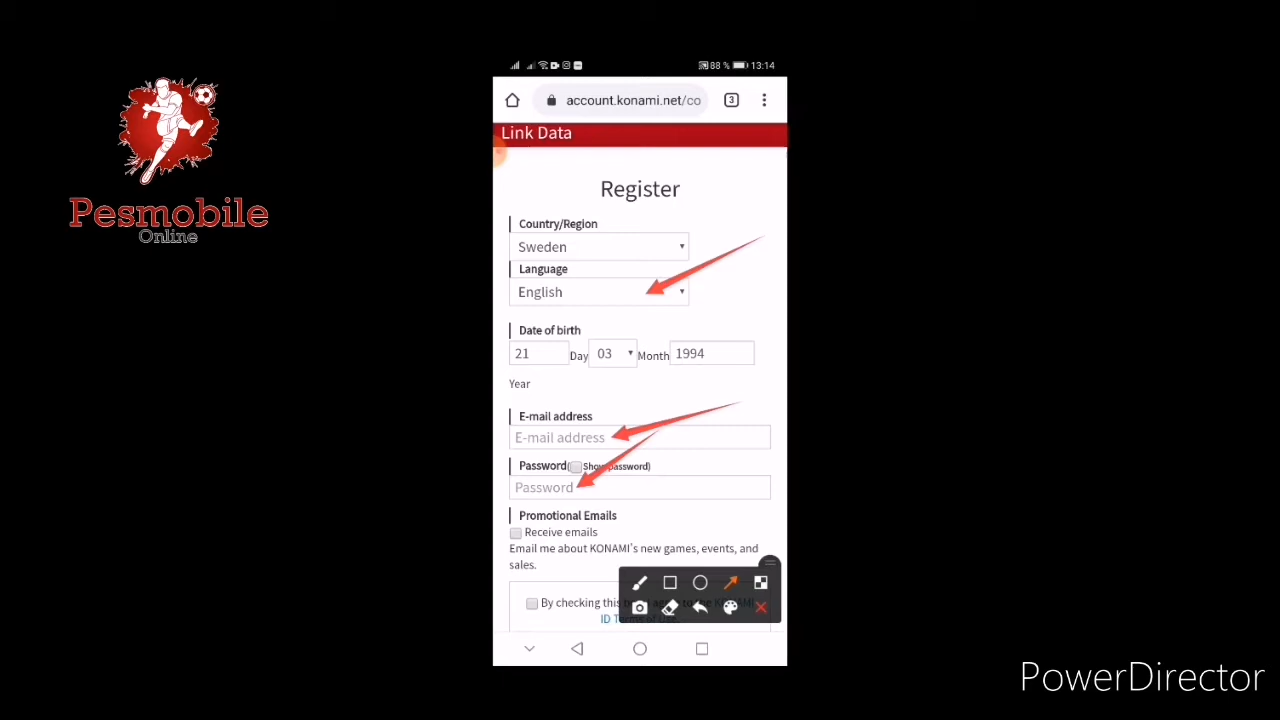 Pesmobile
Online
88 % 13:14
account.konami.net/co
3
Link Data
Register
Country/Region
Sweden
Language
English
Date of birth
21 Day 03 Month 1994
Year
E-mail address
E-mail address
Password( Show password)
Password
Promotional Emails
Receive emails
Email me about KONAMI's new games, events, and
sales.
By checking this
ID Terms of Use
PowerDirector